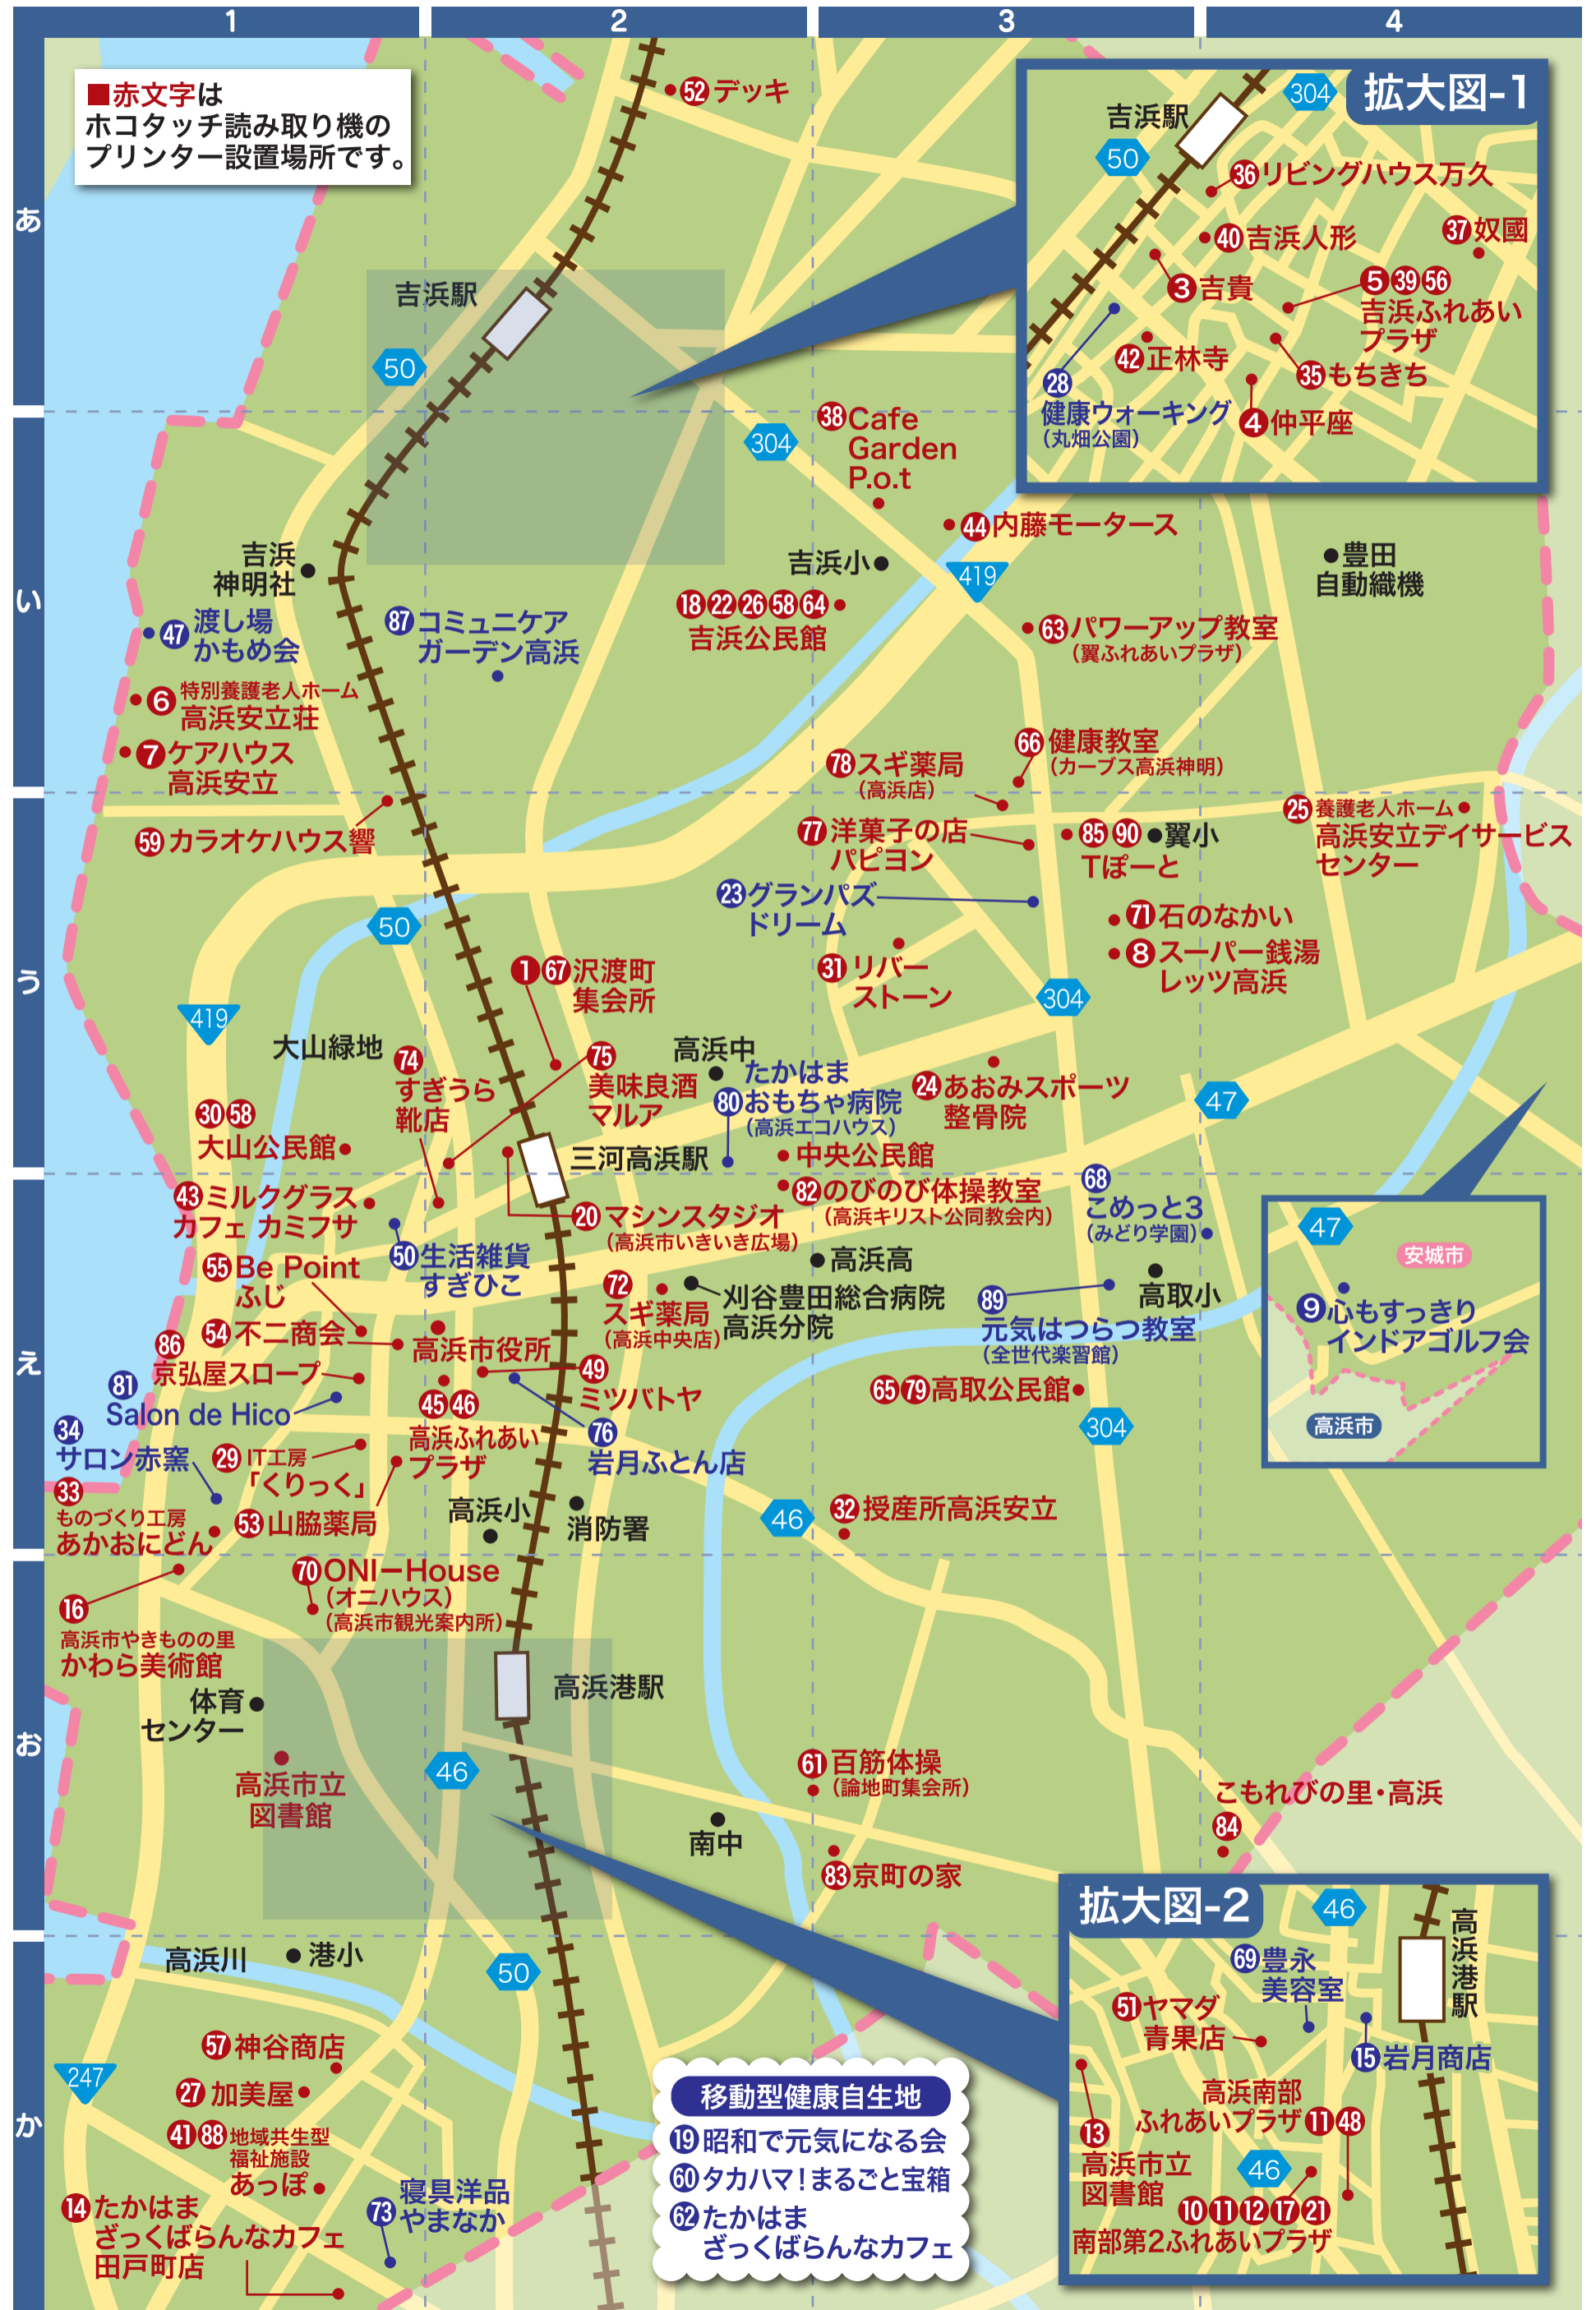 1
2
3
4
あ
い
う
え
お
か
■赤文字は
ホコタッチ読み取り機の
プリンター設置場所です。
52 デッキ
吉浜駅
50
拡大図-1
304
吉浜駅
50
36 リビングハウス万久
40 吉浜人形
37 奴國
3 吉貴
5 39 56
吉浜ふれあい
プラザ
42 正林寺
35 もちきち
28
健康ウォーキング
(丸畑公園)
4 仲平座
304
38 Cafe
Garden
P.o.t
44 内藤モータース
吉浜小
419
豊田
自動織機
吉浜
神明社
18 22 26 58 64
吉浜公民館
63 パワーアップ教室
(翼ふれあいプラザ)
47 渡し場
かもめ会
87 コミュニケア
ガーデン高浜
6 特別養護老人ホーム
高浜安立荘
7 ケアハウス
高浜安立
66 健康教室
(カーブス高浜神明)
78 スギ薬局
(高浜店)
59 カラオケハウス響
77 洋菓子の店
パピヨン
85 90
Tぽーと
翼小
25 養護老人ホーム
高浜安立デイサービス
センター
23 グランパズ
ドリーム
50
71 石のなかい
8 スーパー銭湯
レッツ高浜
31 リバー
ストーン
1 67 沢渡町
集会所
304
419
大山緑地
74
すぎうら
靴店
75
美味良酒
マルア
高浜中
たかはま
80 おもちゃ病院
(高浜エコハウス)
24 あおみスポーツ
整骨院
47
30 58
大山公民館
三河高浜駅
中央公民館
43 ミルクグラス
カフェ カミフサ
82 のびのび体操教室
(高浜キリスト公同教会内)
68
こめっと3
(みどり学園)
20 マシンスタジオ
(高浜市いきいき広場)
50 生活雑貨
すぎひこ
55 Be Point
ふじ
高浜高
72
スギ薬局
(高浜中央店)
刈谷豊田総合病院
高浜分院
89
元気はつらつ教室
(全世代楽習館)
高取小
47
安城市
9 心もすっきり
インドアゴルフ会
高浜市
54 不二商会
高浜市役所
86
京弘屋スロープ
49
ミツバトヤ
65 79 高取公民館
81
Salon de Hico
45 46
高浜ふれあい
プラザ
76
岩月ふとん店
304
34
サロン赤窯
29 IT工房
「くりっく」
33
ものづくり工房
あかおにどん
53 山脇薬局
高浜小
消防署
46
32 授産所高浜安立
70 ONIーHouse
(オニハウス)
(高浜市観光案内所)
16
高浜市やきものの里
かわら美術館
高浜港駅
体育
センター
高浜市立
図書館
46
61 百筋体操
(論地町集会所)
南中
83 京町の家
こもれびの里・高浜
84
高浜川
港小
50
57 神谷商店
247
27 加美屋
41 88 地域共生型
福祉施設
あっぽ
14 たかはま
ざっくばらんなカフェ
田戸町店
73 寝具洋品
やまなか
移動型健康自生地
19 昭和で元気になる会
60 タカハマ!まるごと宝箱
62 たかはま
ざっくばらんなカフェ
拡大図-2
46
高浜港駅
69 豊永
美容室
51 ヤマダ
青果店
15 岩月商店
高浜南部
ふれあいプラザ 11 48
13
高浜市立
図書館
46
10 11 12 17 21
南部第2ふれあいプラザ